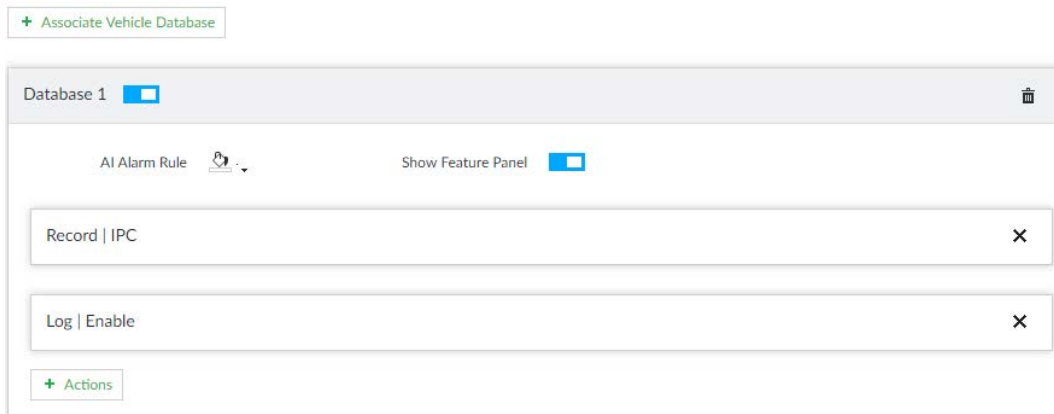 + Associate Vehicle Database
Database 1
AI Alarm Rule Show Feature Panel
Record | IPC
Log | Enable
+ Actions